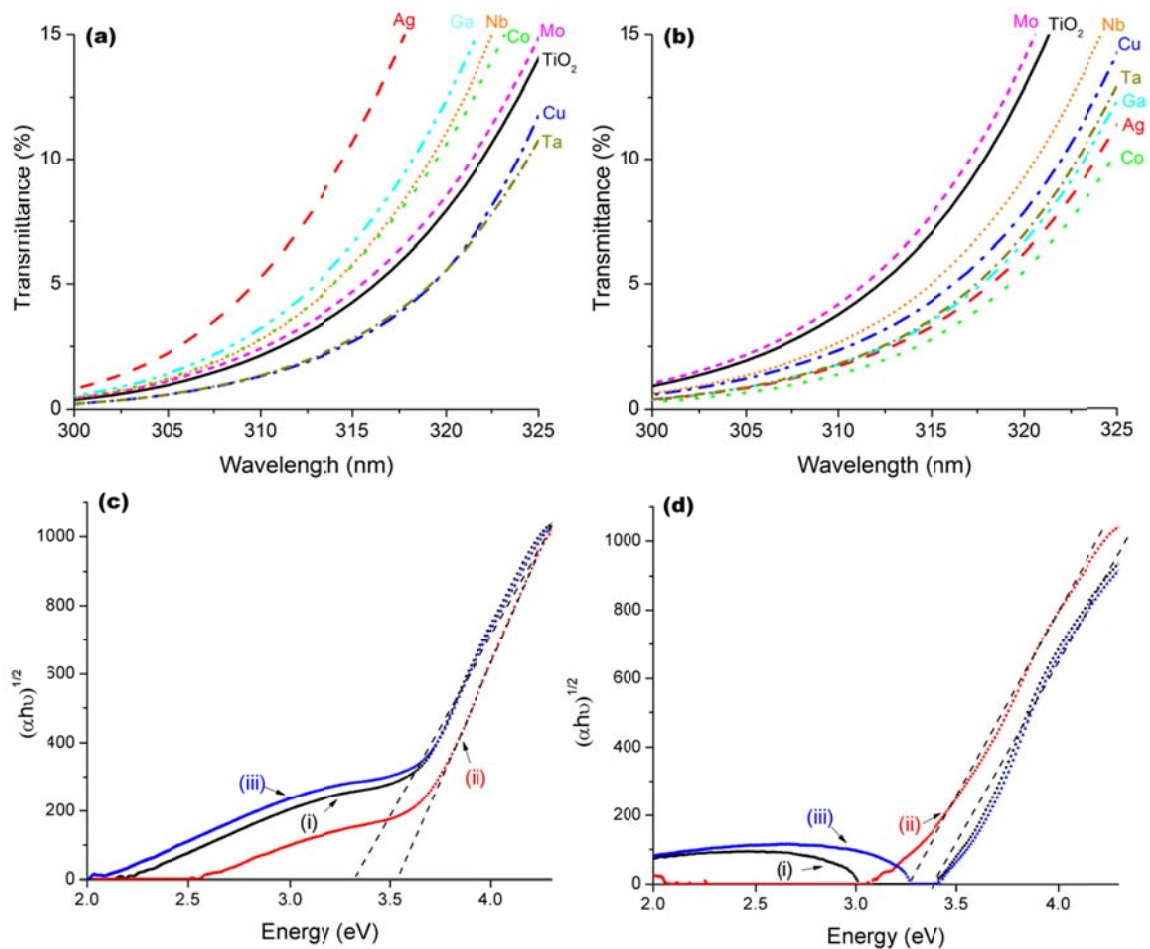 (a)
Ag
Ga
Nb
Co
Mo
TiO₂
Cu
Ta
15
10
5
0
Transmittance (%)
300 305 310 315 320 325
Wavelength (nm)
(b)
Mo
TiO₂
Cu
Ta
Ga
Ag
Co
Nb
15
10
5
0
Transmittance (%)
300 305 310 315 320 325
Wavelength (nm)
(c)
1000
800
600
400
200
0
(αhυ)^1/2
(iii)
(i)
(ii)
2.0 2.5 3.0 3.5 4.0
Energy (eV)
(d)
1000
800
600
400
200
0
(αhυ)^1/2
(iii)
(ii)
(i)
2.0 2.5 3.0 3.5 4.0
Energy (eV)